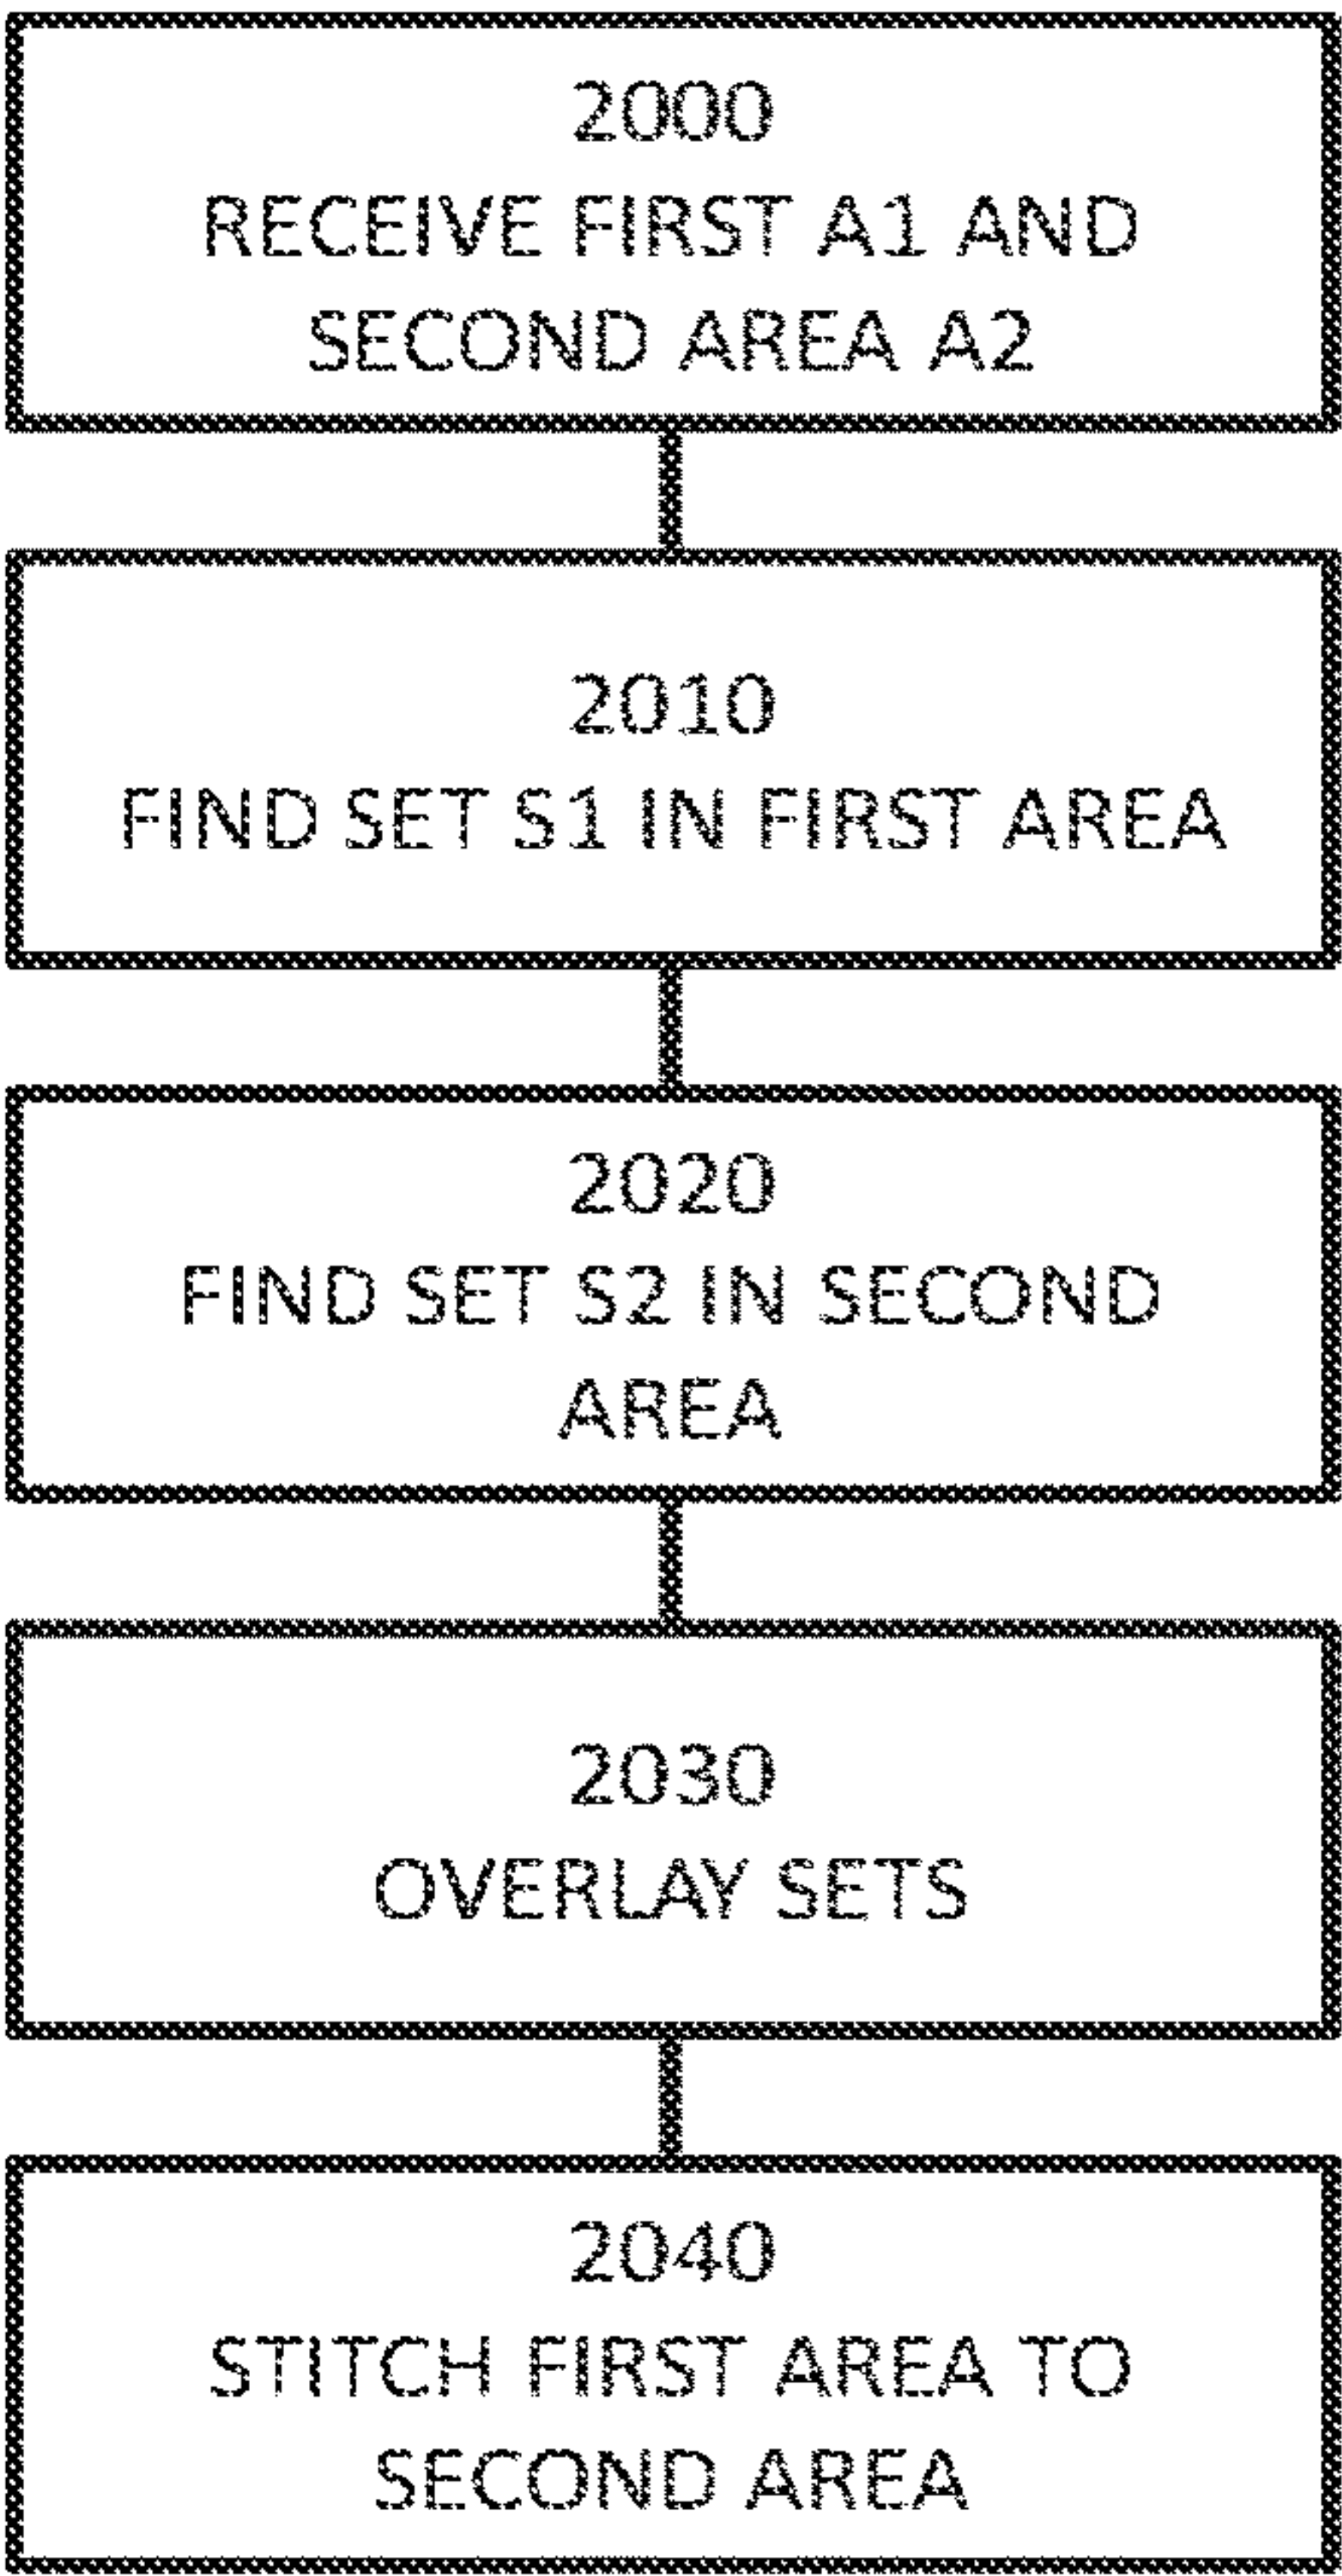 2000
RECEIVE FIRST A1 AND
SECOND AREA A2
2010
FIND SET S1 IN FIRST AREA
2020
FIND SET S2 IN SECOND
AREA
2030
OVERLAY SETS
2040
STITCH FIRST AREA TO
SECOND AREA